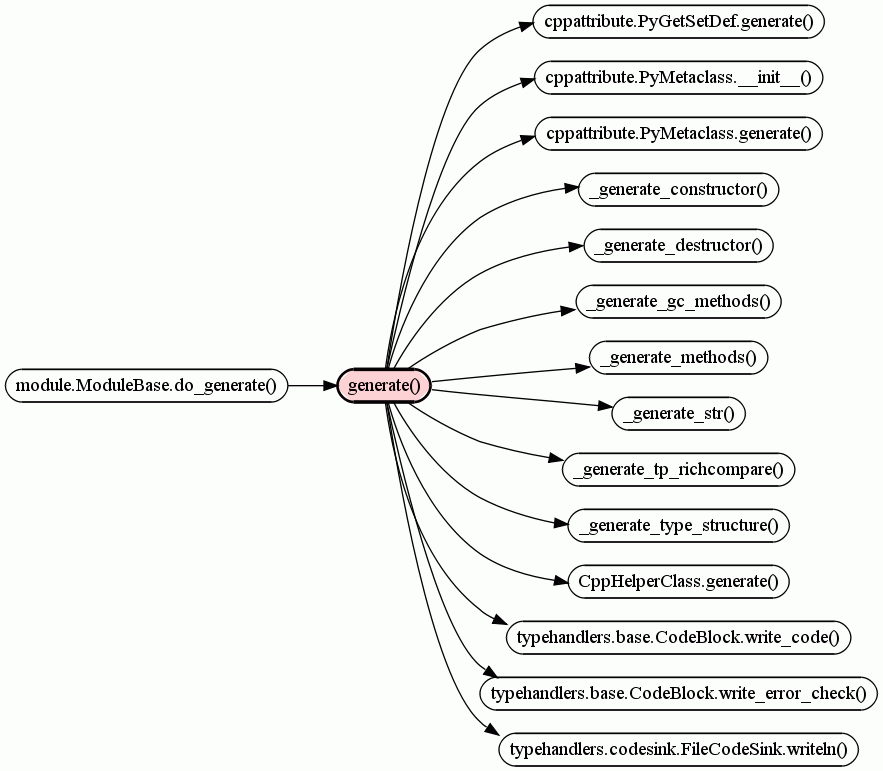 cppattribute.PyGetSetDef.generate()
cppattribute.PyMetaclass.__init__()
cppattribute.PyMetaclass.generate()
_generate_constructor()
_generate_destructor()
_generate_gc_methods()
_generate_methods()
module.ModuleBase.do_generate()
generate()
_generate_str()
_generate_tp_richcompare()
_generate_type_structure()
CppHelperClass.generate()
typehandlers.base.CodeBlock.write_code()
typehandlers.base.CodeBlock.write_error_check()
typehandlers.codesink.FileCodeSink.writeln()